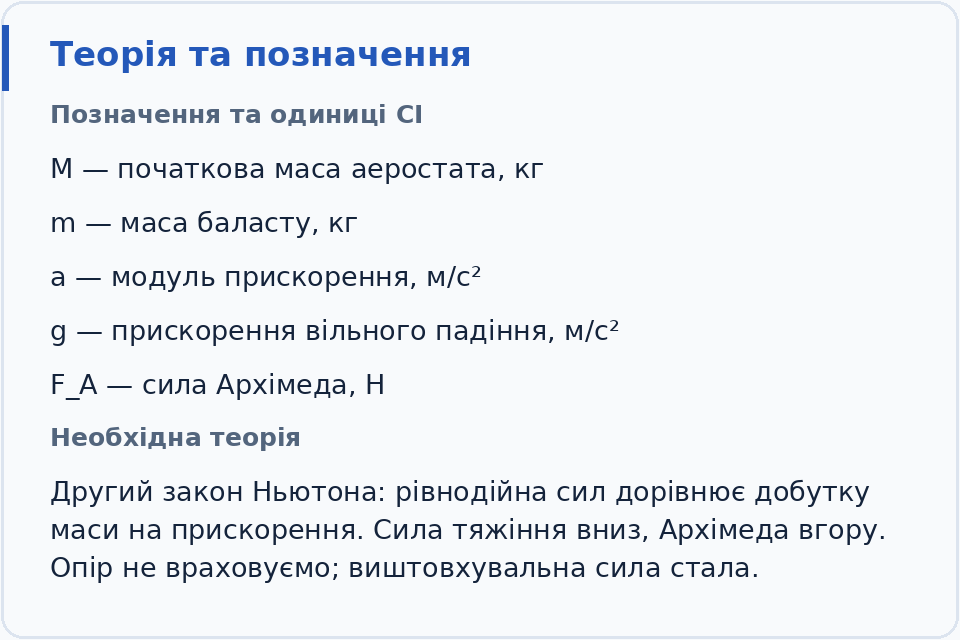 Теорія та позначення
Позначення та одиниці СІ
M — початкова маса аеростата, кг
m — маса баласту, кг
a — модуль прискорення, м/с²
g — прискорення вільного падіння, м/с²
F_A — сила Архімеда, Н
Необхідна теорія
Другий закон Ньютона: рівнодійна сил дорівнює добутку
маси на прискорення. Сила тяжіння вниз, Архімеда вгору.
Опір не враховуємо; виштовхувальна сила стала.